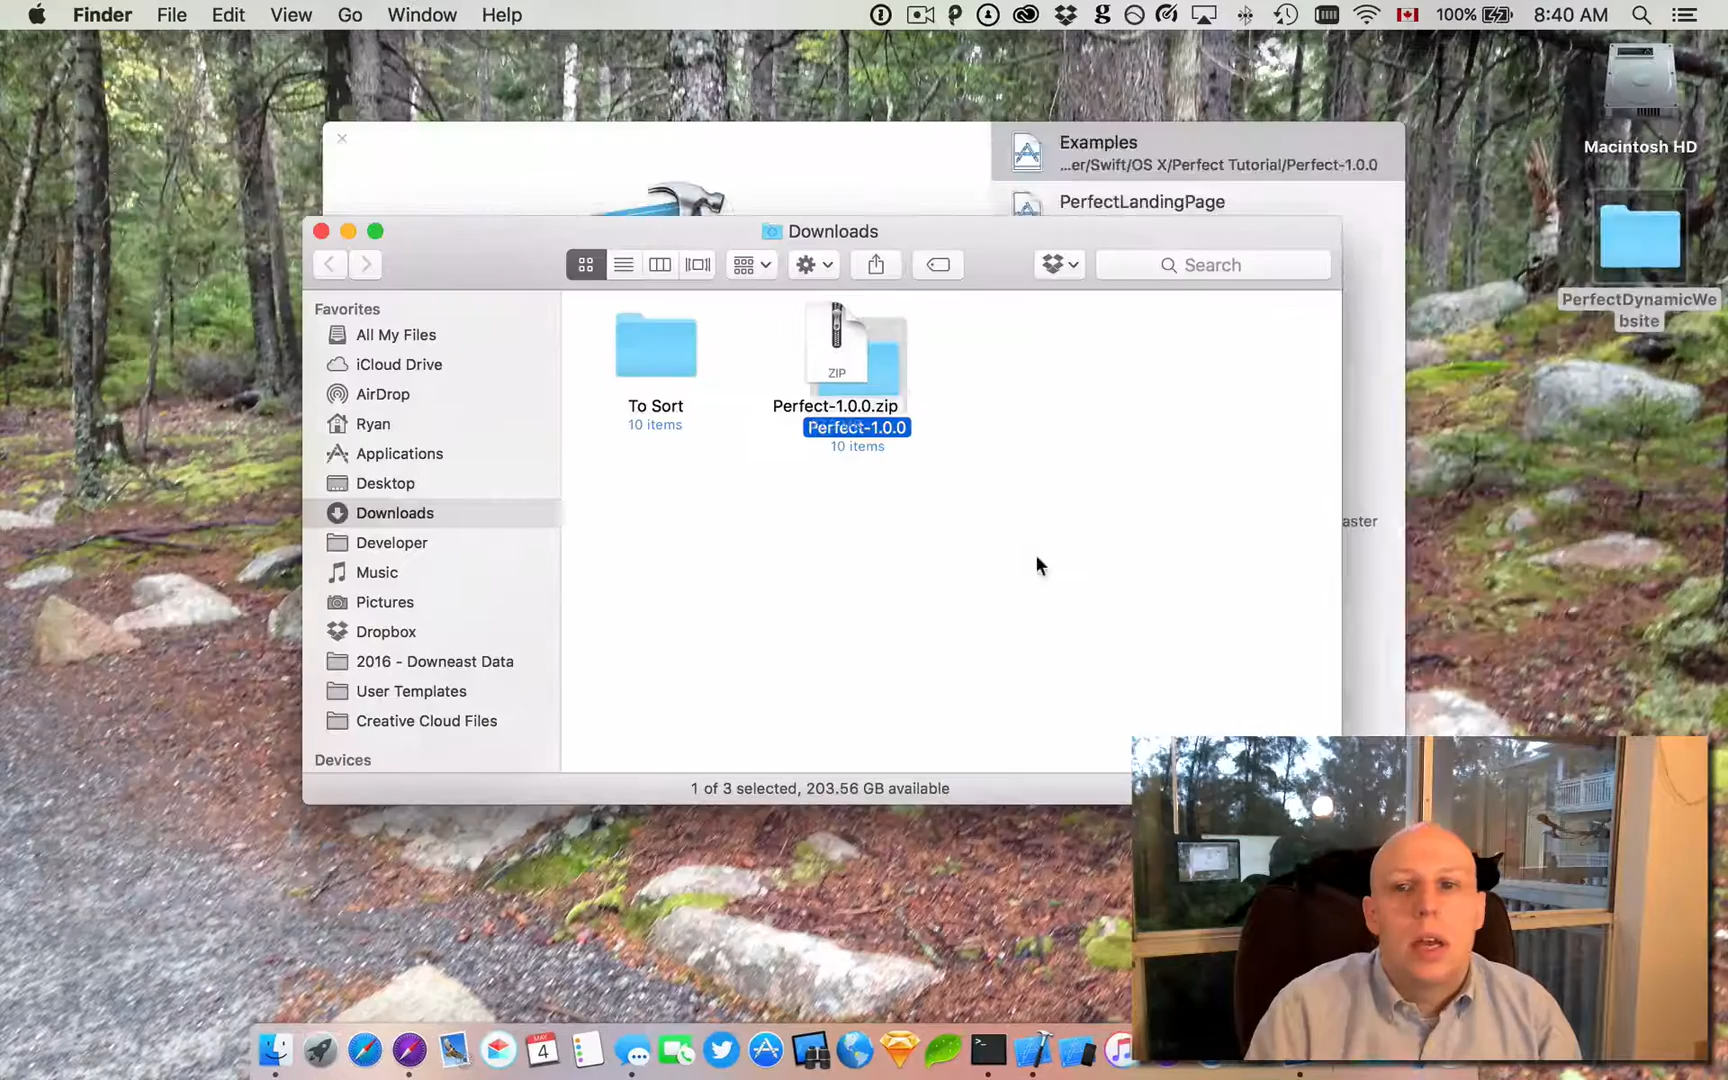 Finder File Edit View Go Window Help
100% 8:40 AM
Examples
...er/Swift/OS X/Perfect Tutorial/Perfect-1.0.0
PerfectLandingPage
Macintosh HD
PerfectDynamicWe
bsite
Downloads
Search
Favorites
All My Files
iCloud Drive
AirDrop
Ryan
Applications
Desktop
Downloads
Developer
Music
Pictures
Dropbox
2016 - Downeast Data
User Templates
Creative Cloud Files
Devices
To Sort
10 items
ZIP
Perfect-1.0.0.zip
Perfect-1.0.0
10 items
aster
1 of 3 selected, 203.56 GB available
MAY
4